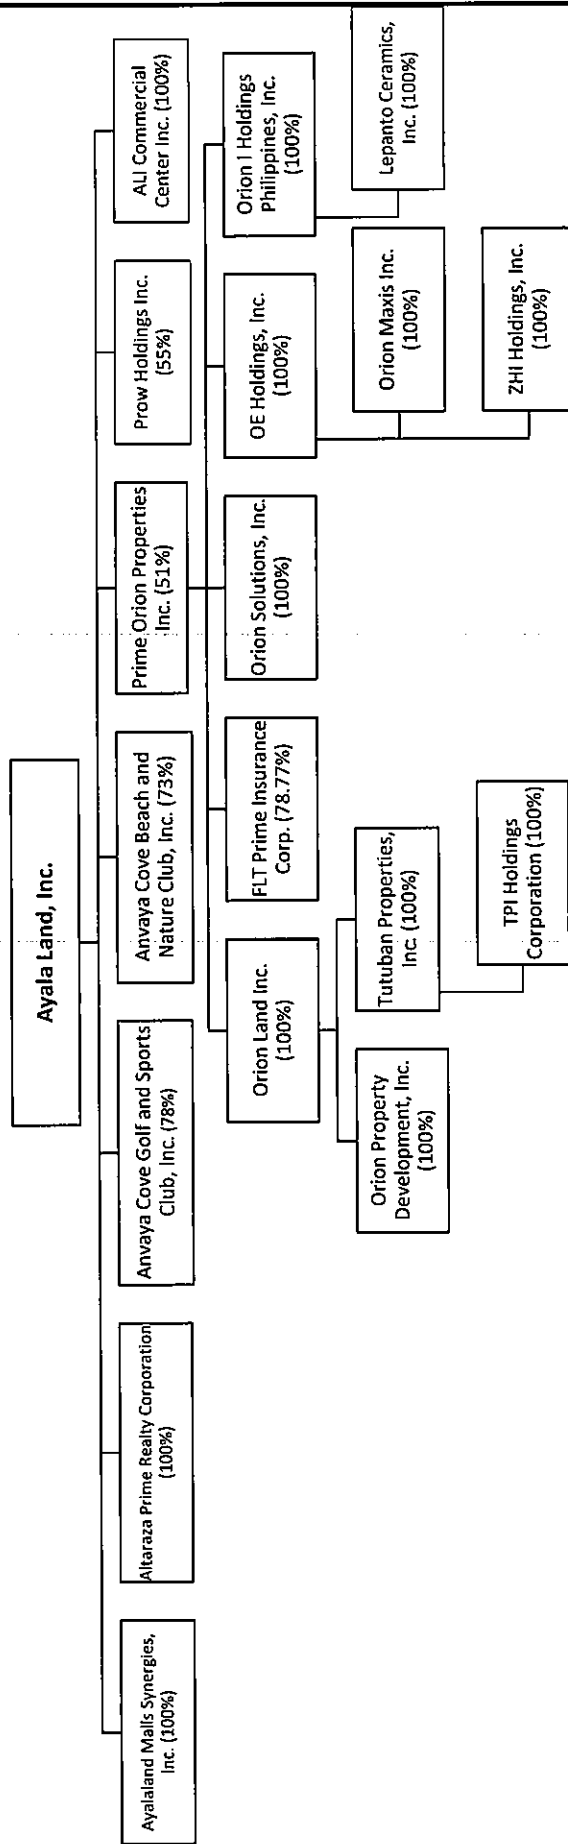 Ayala Land, Inc.
Ayalaland Malls Synergies,
Inc. (100%)
Altaraza Prime Realty Corporation
(100%)
Anvaya Cove Golf and Sports
Club, Inc. (78%)
Anvaya Cove Beach and
Nature Club, Inc. (73%)
Prime Orion Properties
Inc. (51%)
Prow Holdings Inc.
(55%)
ALI Commercial
Center Inc. (100%)
Orion Land Inc.
(100%)
FLT Prime Insurance
Corp. (78.77%)
Orion Solutions, Inc.
(100%)
OE Holdings, Inc.
(100%)
Orion I Holdings
Philippines, Inc.
(100%)
Orion Property
Development, Inc.
(100%)
Tutuban Properties,
Inc. (100%)
Orion Maxis Inc.
(100%)
Lepanto Ceramics,
Inc. (100%)
TPI Holdings
Corporation (100%)
ZHI Holdings, Inc.
(100%)